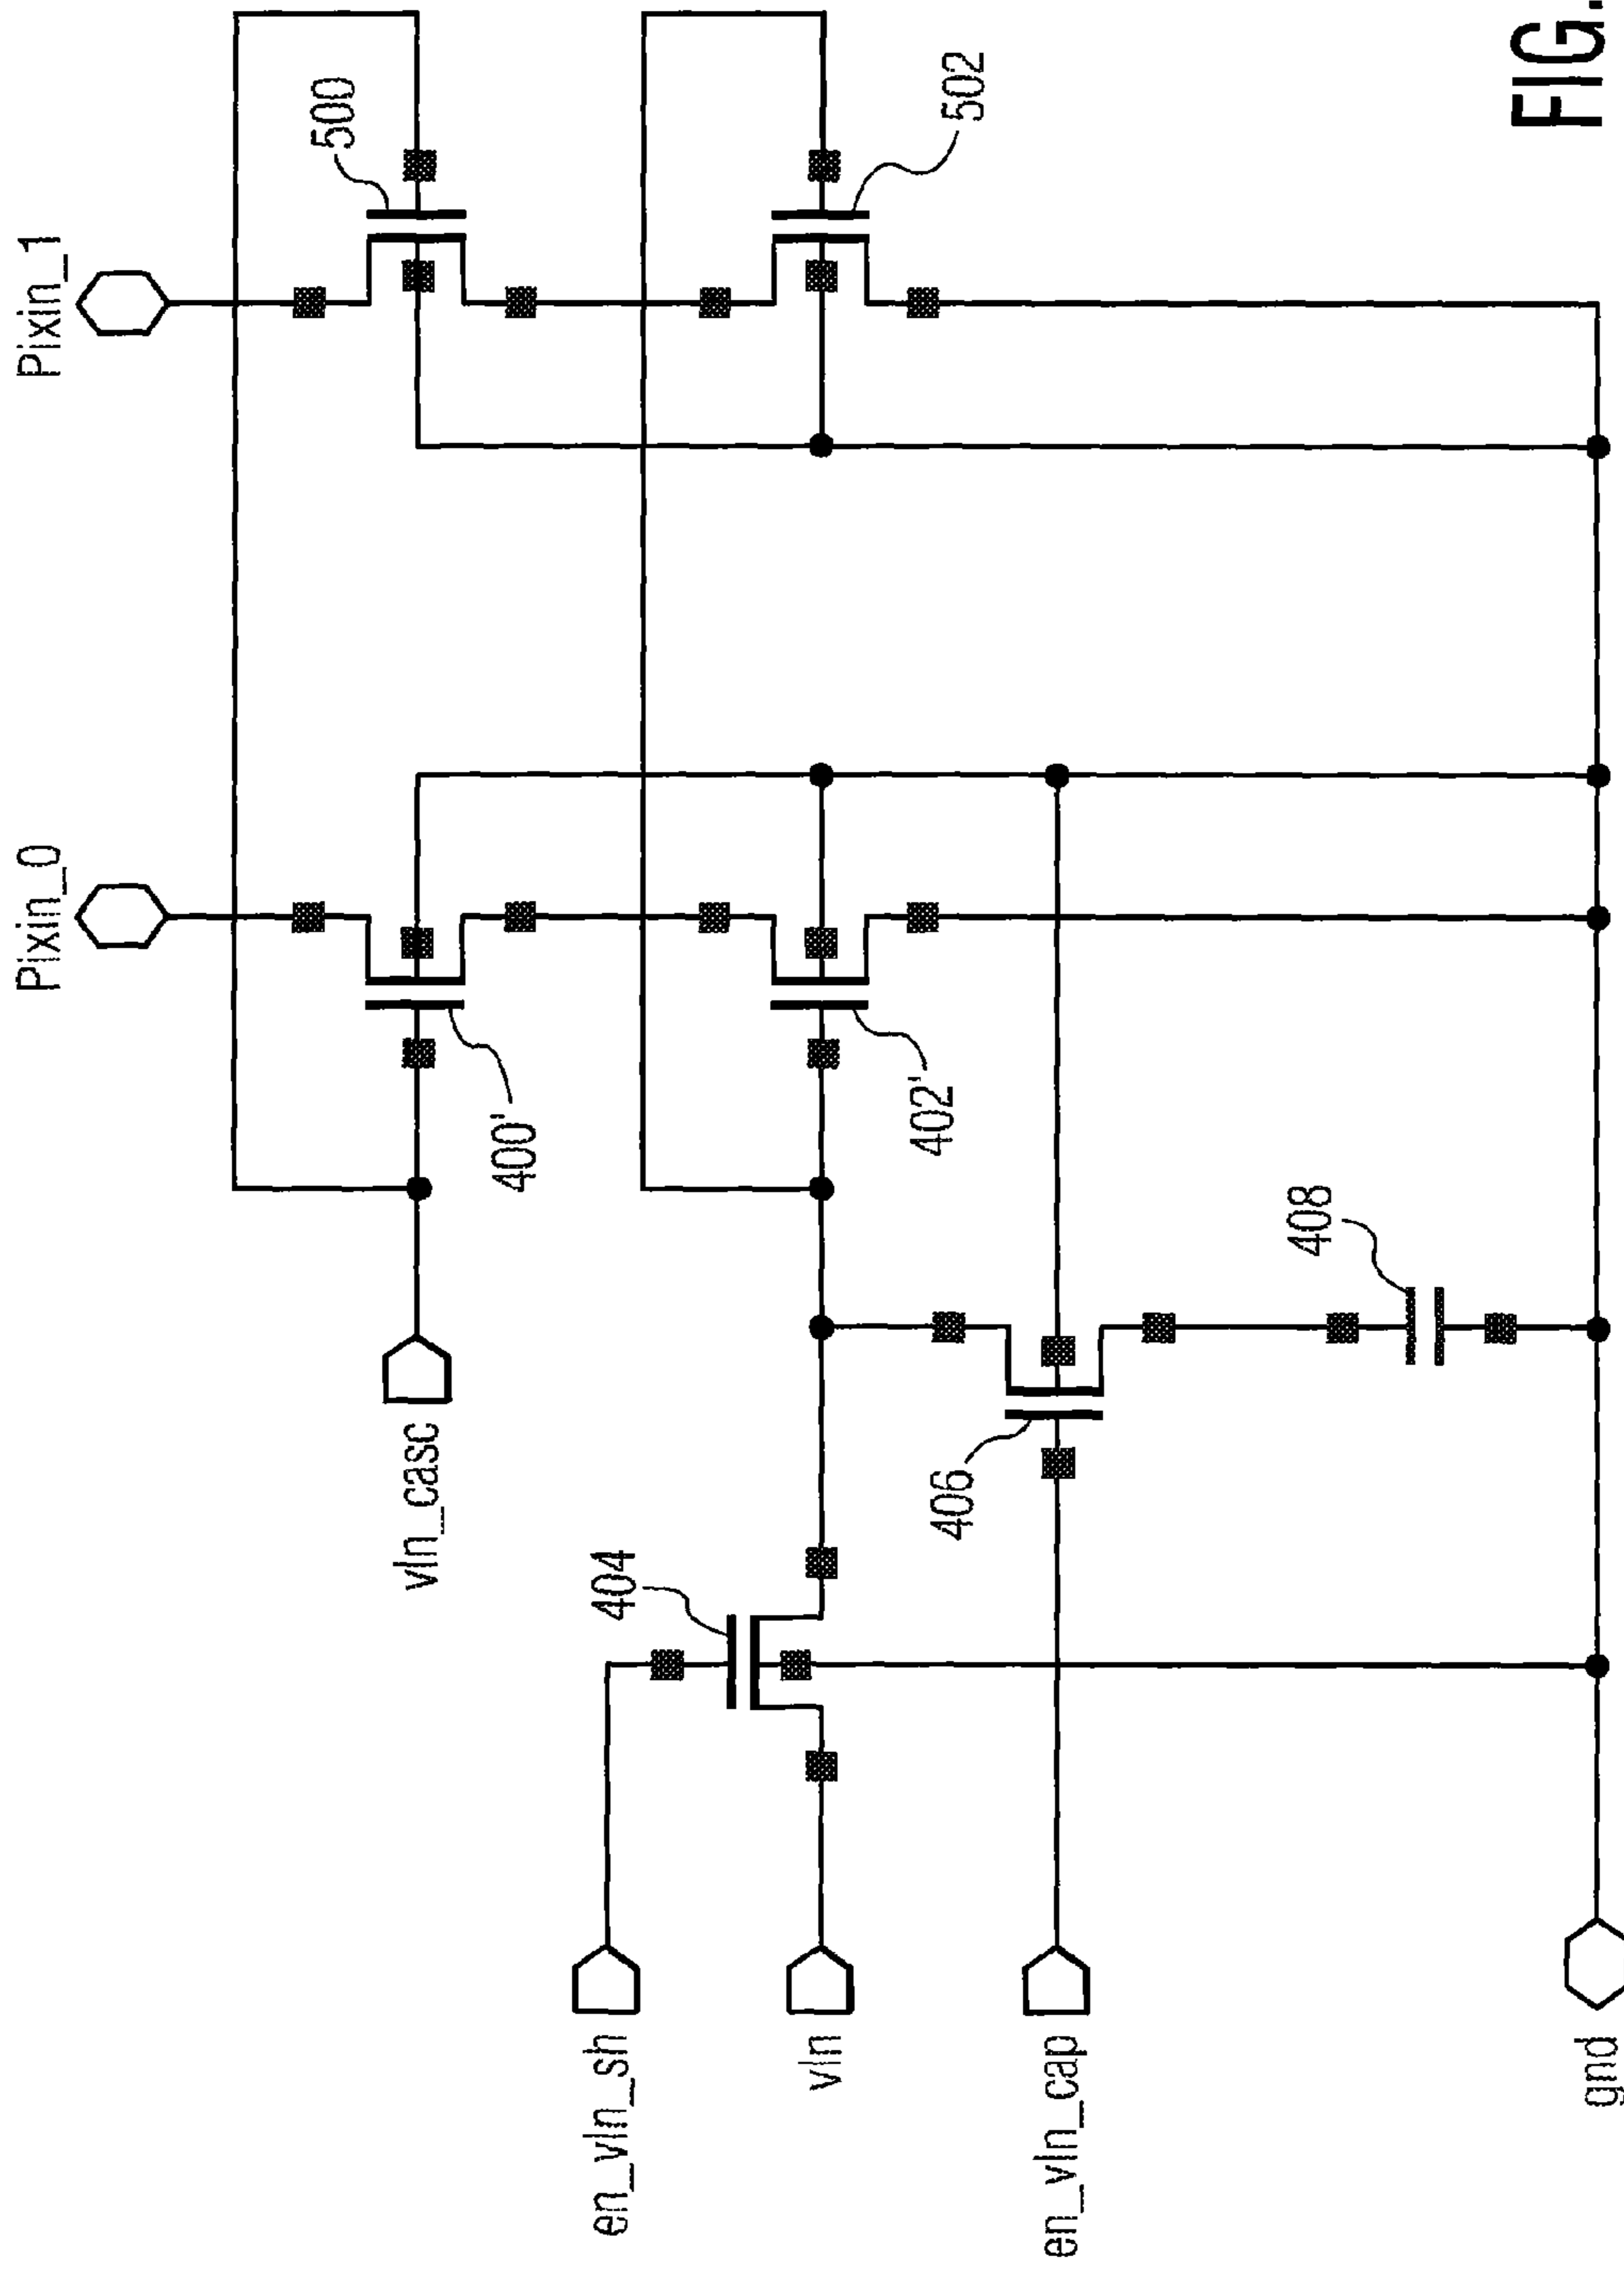 Pixin_0
Pixin_1
500
502
400'
402'
vln_casc
404
406
408
en_vln_sh
vln
en_vln_cap
gnd
FIG.